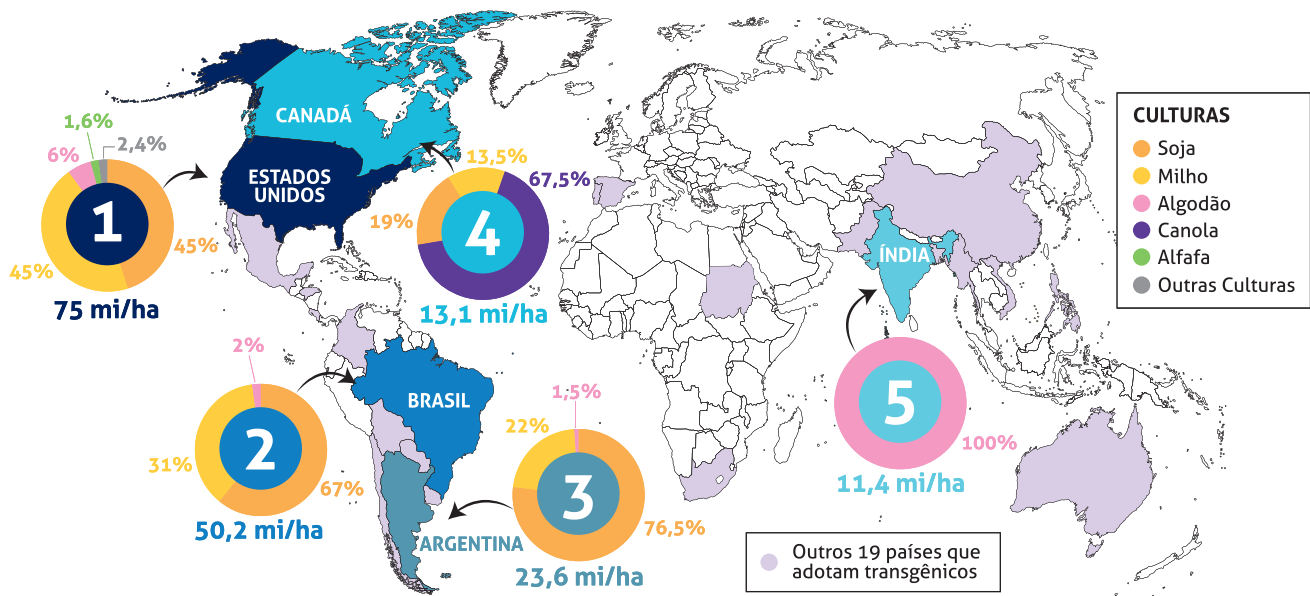 CANADÁ
ESTADOS
UNIDOS
1,6%
2,4%
6%
1
45%
45%
75 mi/ha
13,5%
67,5%
19%
4
13,1 mi/ha
2%
BRASIL
2
31%
67%
50,2 mi/ha
1,5%
22%
3
76,5%
ARGENTINA
23,6 mi/ha
ÍNDIA
5
100%
11,4 mi/ha
CULTURAS
Soja
Milho
Algodão
Canola
Alfafa
Outras Culturas
Outros 19 países que
adotam transgênicos